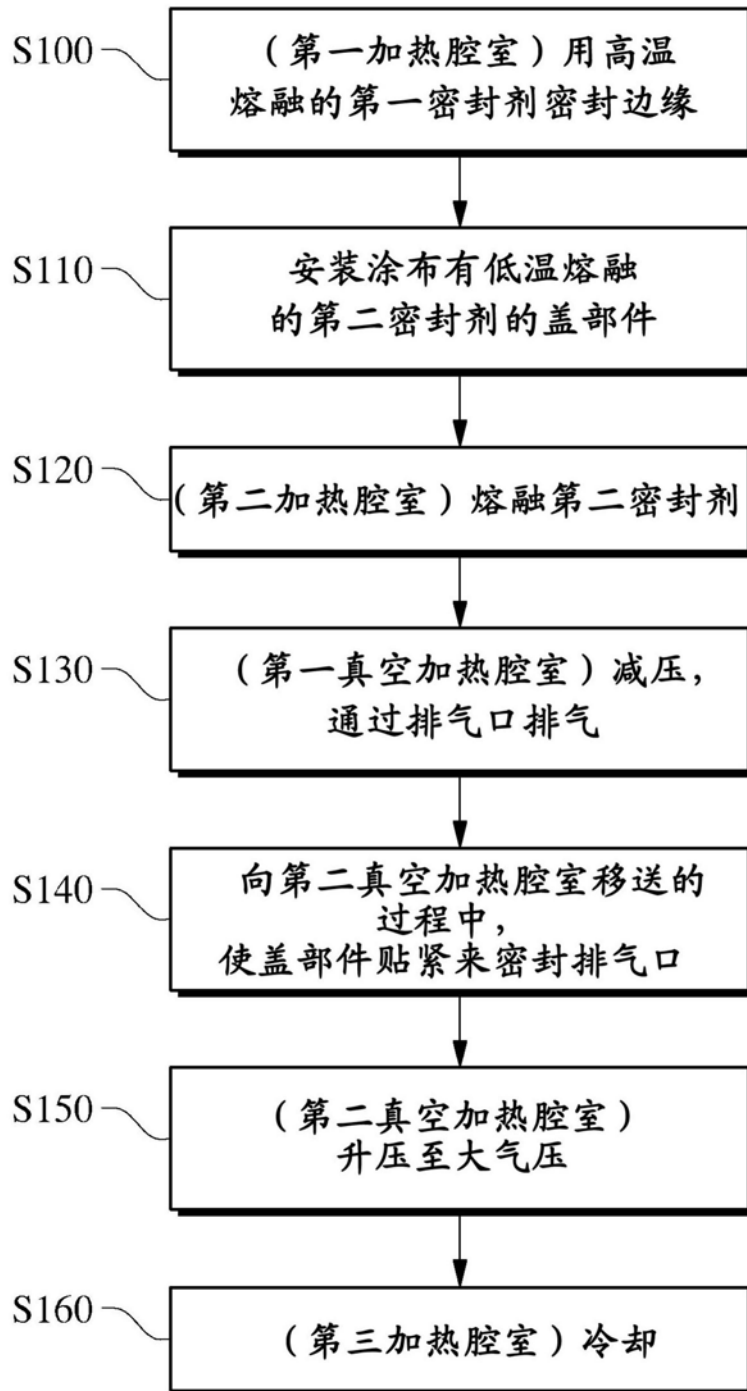 S100
(第一加热腔室)用高温
熔融的第一密封剂密封边缘
S110
安装涂布有低温熔融
的第二密封剂的盖部件
S120
(第二加热腔室)熔融第二密封剂
S130
(第一真空加热腔室)减压,
通过排气口排气
S140
向第二真空加热腔室移送的
过程中,
使盖部件贴紧来密封排气口
S150
(第二真空加热腔室)
升压至大气压
S160
(第三加热腔室)冷却